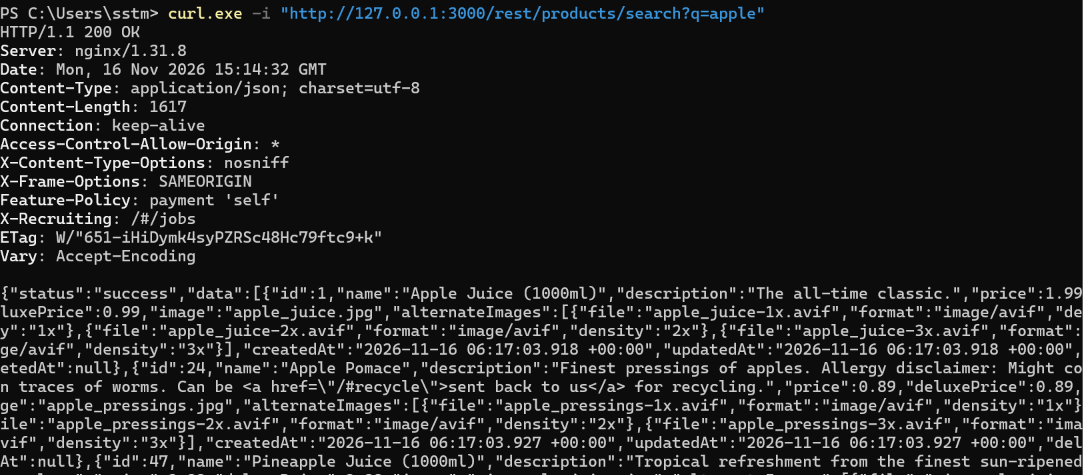 PS C:\Users\sstm> curl.exe -i "http://127.0.0.1:3000/rest/products/search?q=apple"
HTTP/1.1 200 OK
Server: nginx/1.31.8
Date: Mon, 16 Nov 2026 15:14:32 GMT
Content-Type: application/json; charset=utf-8
Content-Length: 1617
Connection: keep-alive
Access-Control-Allow-Origin: *
X-Content-Type-Options: nosniff
X-Frame-Options: SAMEORIGIN
Feature-Policy: payment 'self'
X-Recruiting: /#/jobs
ETag: W/"651-iHiDymk4syPZRSc48Hc79ftc9+k"
Vary: Accept-Encoding

{"status":"success","data":[{"id":1,"name":"Apple Juice (1000ml)","description":"The all-time classic.","price":1.99
luxePrice":0.99,"image":"apple_juice.jpg","alternateImages":[{"file":"apple_juice-1x.avif","format":"image/avif","de
y":"1x"},{"file":"apple_juice-2x.avif","format":"image/avif","density":"2x"},{"file":"apple_juice-3x.avif","format":
ge/avif","density":"3x"}],"createdAt":"2026-11-16 06:17:03.918 +00:00","updatedAt":"2026-11-16 06:17:03.918 +00:00",
etedAt":null},{"id":24,"name":"Apple Pomace","description":"Finest pressings of apples. Allergy disclaimer: Might co
n traces of worms. Can be <a href=\"/#recycle\">sent back to us</a> for recycling.","price":0.89,"deluxePrice":0.89,
ge":"apple_pressings.jpg","alternateImages":[{"file":"apple_pressings-1x.avif","format":"image/avif","density":"1x"}
ile":"apple_pressings-2x.avif","format":"image/avif","density":"2x"},{"file":"apple_pressings-3x.avif","format":"ima
vif","density":"3x"}],"createdAt":"2026-11-16 06:17:03.927 +00:00","updatedAt":"2026-11-16 06:17:03.927 +00:00","del
At":null},{"id":47,"name":"Pineapple Juice (1000ml)","description":"Tropical refreshment from the finest sun-ripened